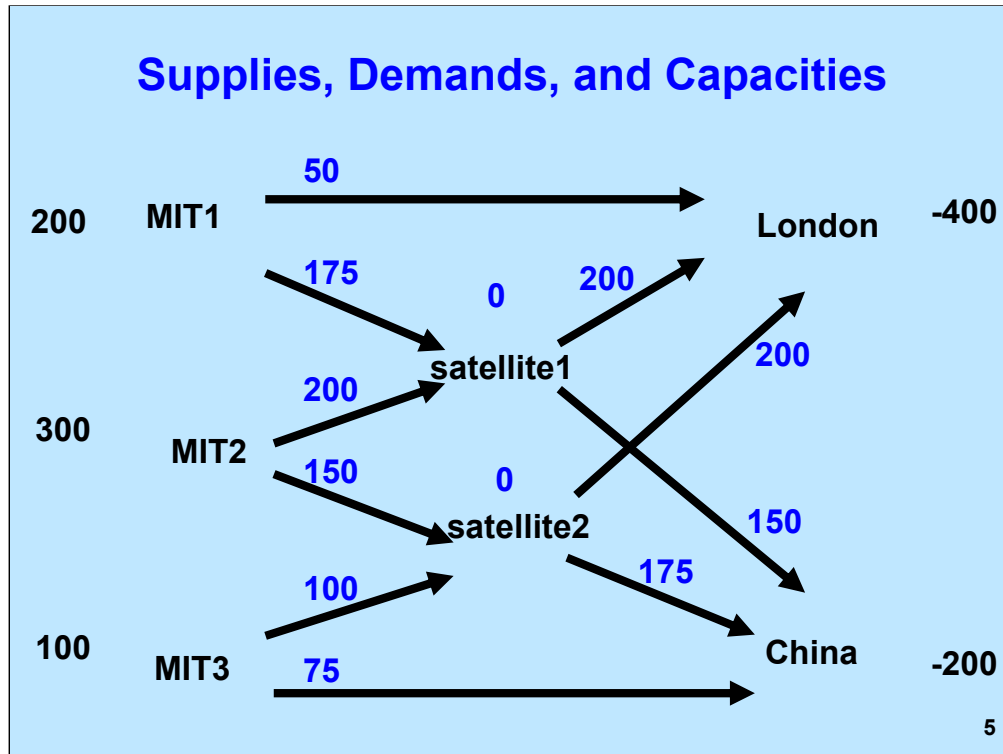 Supplies, Demands, and Capacities
50
200
MIT1
London
-400
175
0
200
satellite1
200
200
300
MIT2
150
0
satellite2
150
175
100
100
MIT3
75
China
-200
5